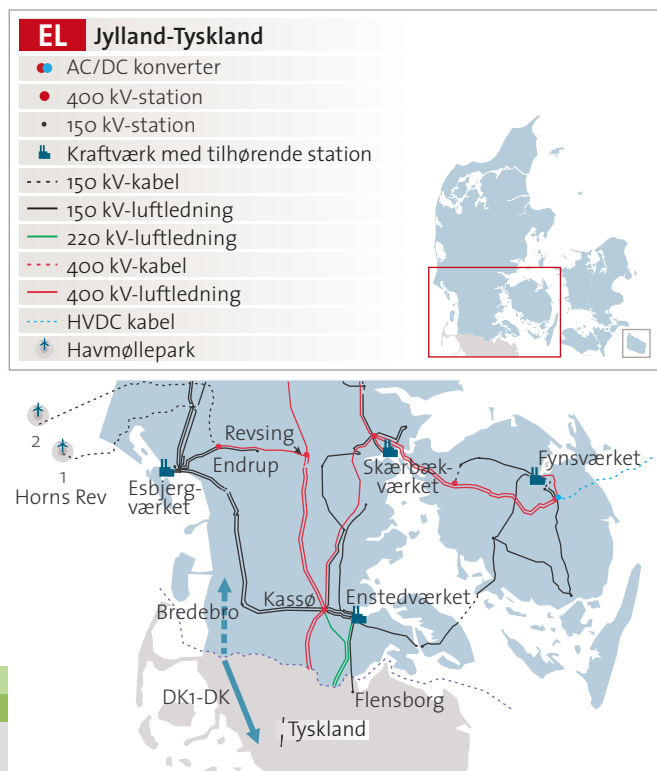 EL Jylland-Tyskland
AC/DC konverter
400 kV-station
150 kV-station
Kraftværk med tilhørende station
150 kV-kabel
150 kV-luftledning
220 kV-luftledning
400 kV-kabel
400 kV-luftledning
HVDC kabel
Havmøllepark
2
1
Horns Rev
Esbjerg-
værket
Revsing
Endrup
Skærbæk-
værket
Fynsværket
Kassø
Enstedværket
Bredebro
DK1-DK
Flensborg
Tyskland